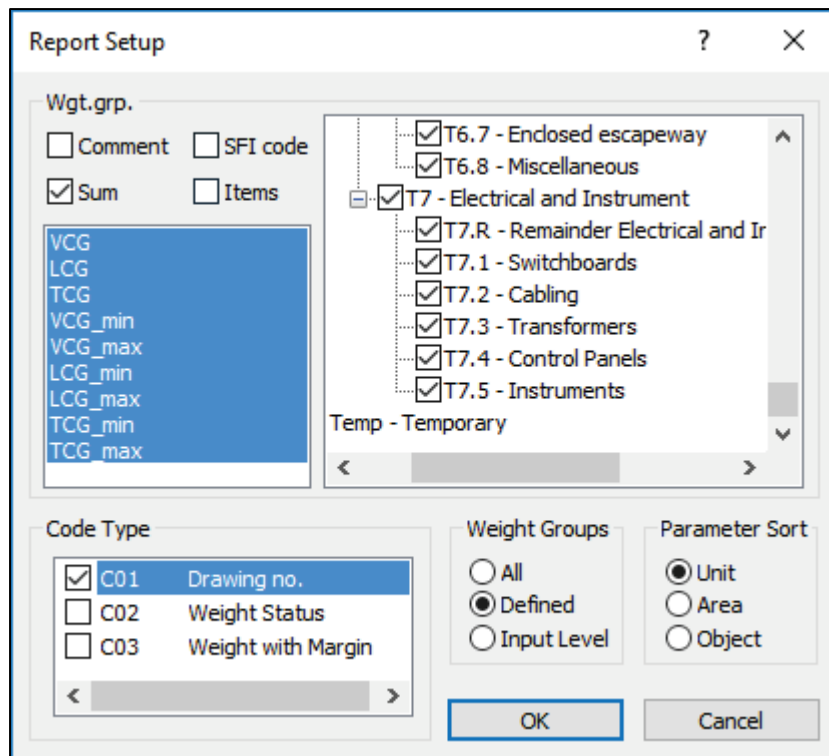 Report Setup ?
Wgt.grp.
Comment SFI code
Sum Items
VCG
LCG
TCG
VCG_min
VCG_max
LCG_min
LCG_max
TCG_min
TCG_max
T6.7 - Enclosed escapeway
T6.8 - Miscellaneous
T7 - Electrical and Instrument
T7.R - Remainder Electrical and Ir
T7.1 - Switchboards
T7.2 - Cabling
T7.3 - Transformers
T7.4 - Control Panels
T7.5 - Instruments
Temp - Temporary
Code Type
C01 Drawing no.
C02 Weight Status
C03 Weight with Margin
Weight Groups
All
Defined
Input Level
Parameter Sort
Unit
Area
Object
OK
Cancel